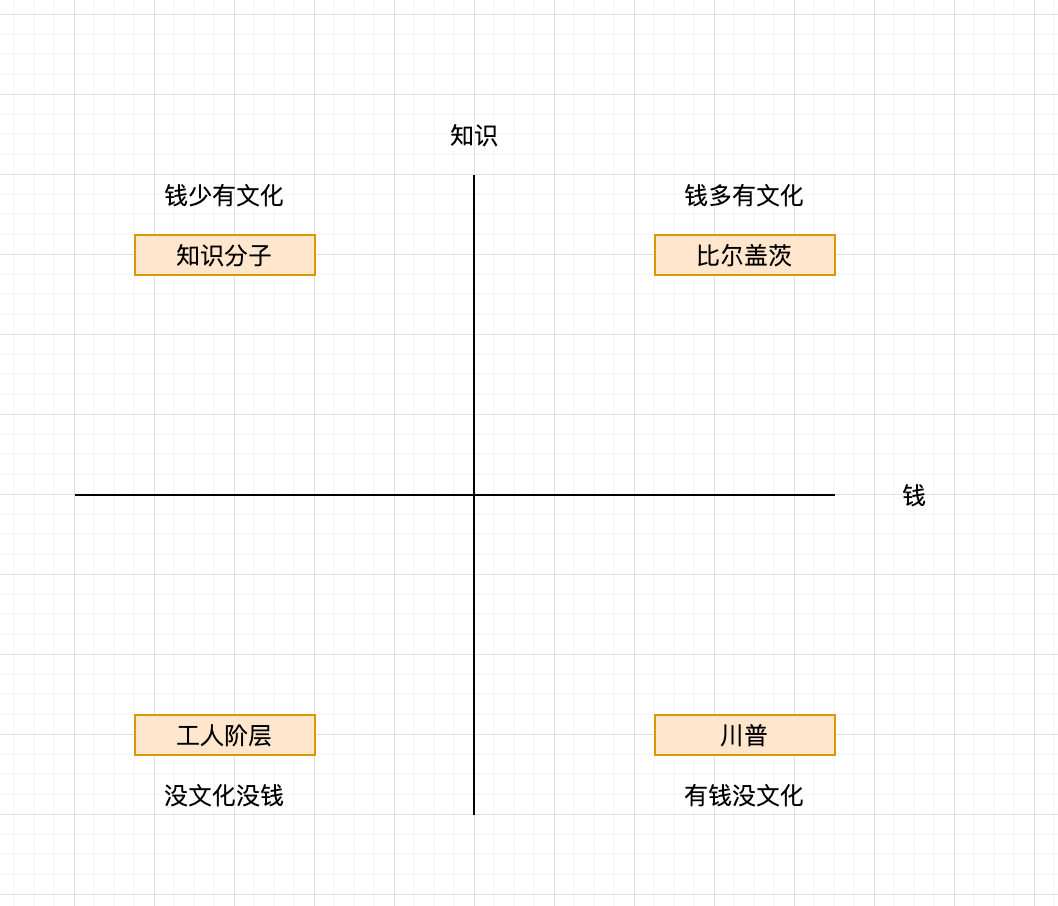 知识
钱少有文化
钱多有文化
知识分子
比尔盖茨
钱
工人阶层
川普
没文化没钱
有钱没文化